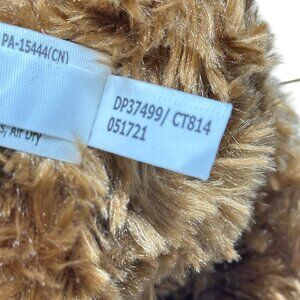 PA-15444(CN)
DP37499/ CT814
051721
, Air Dry